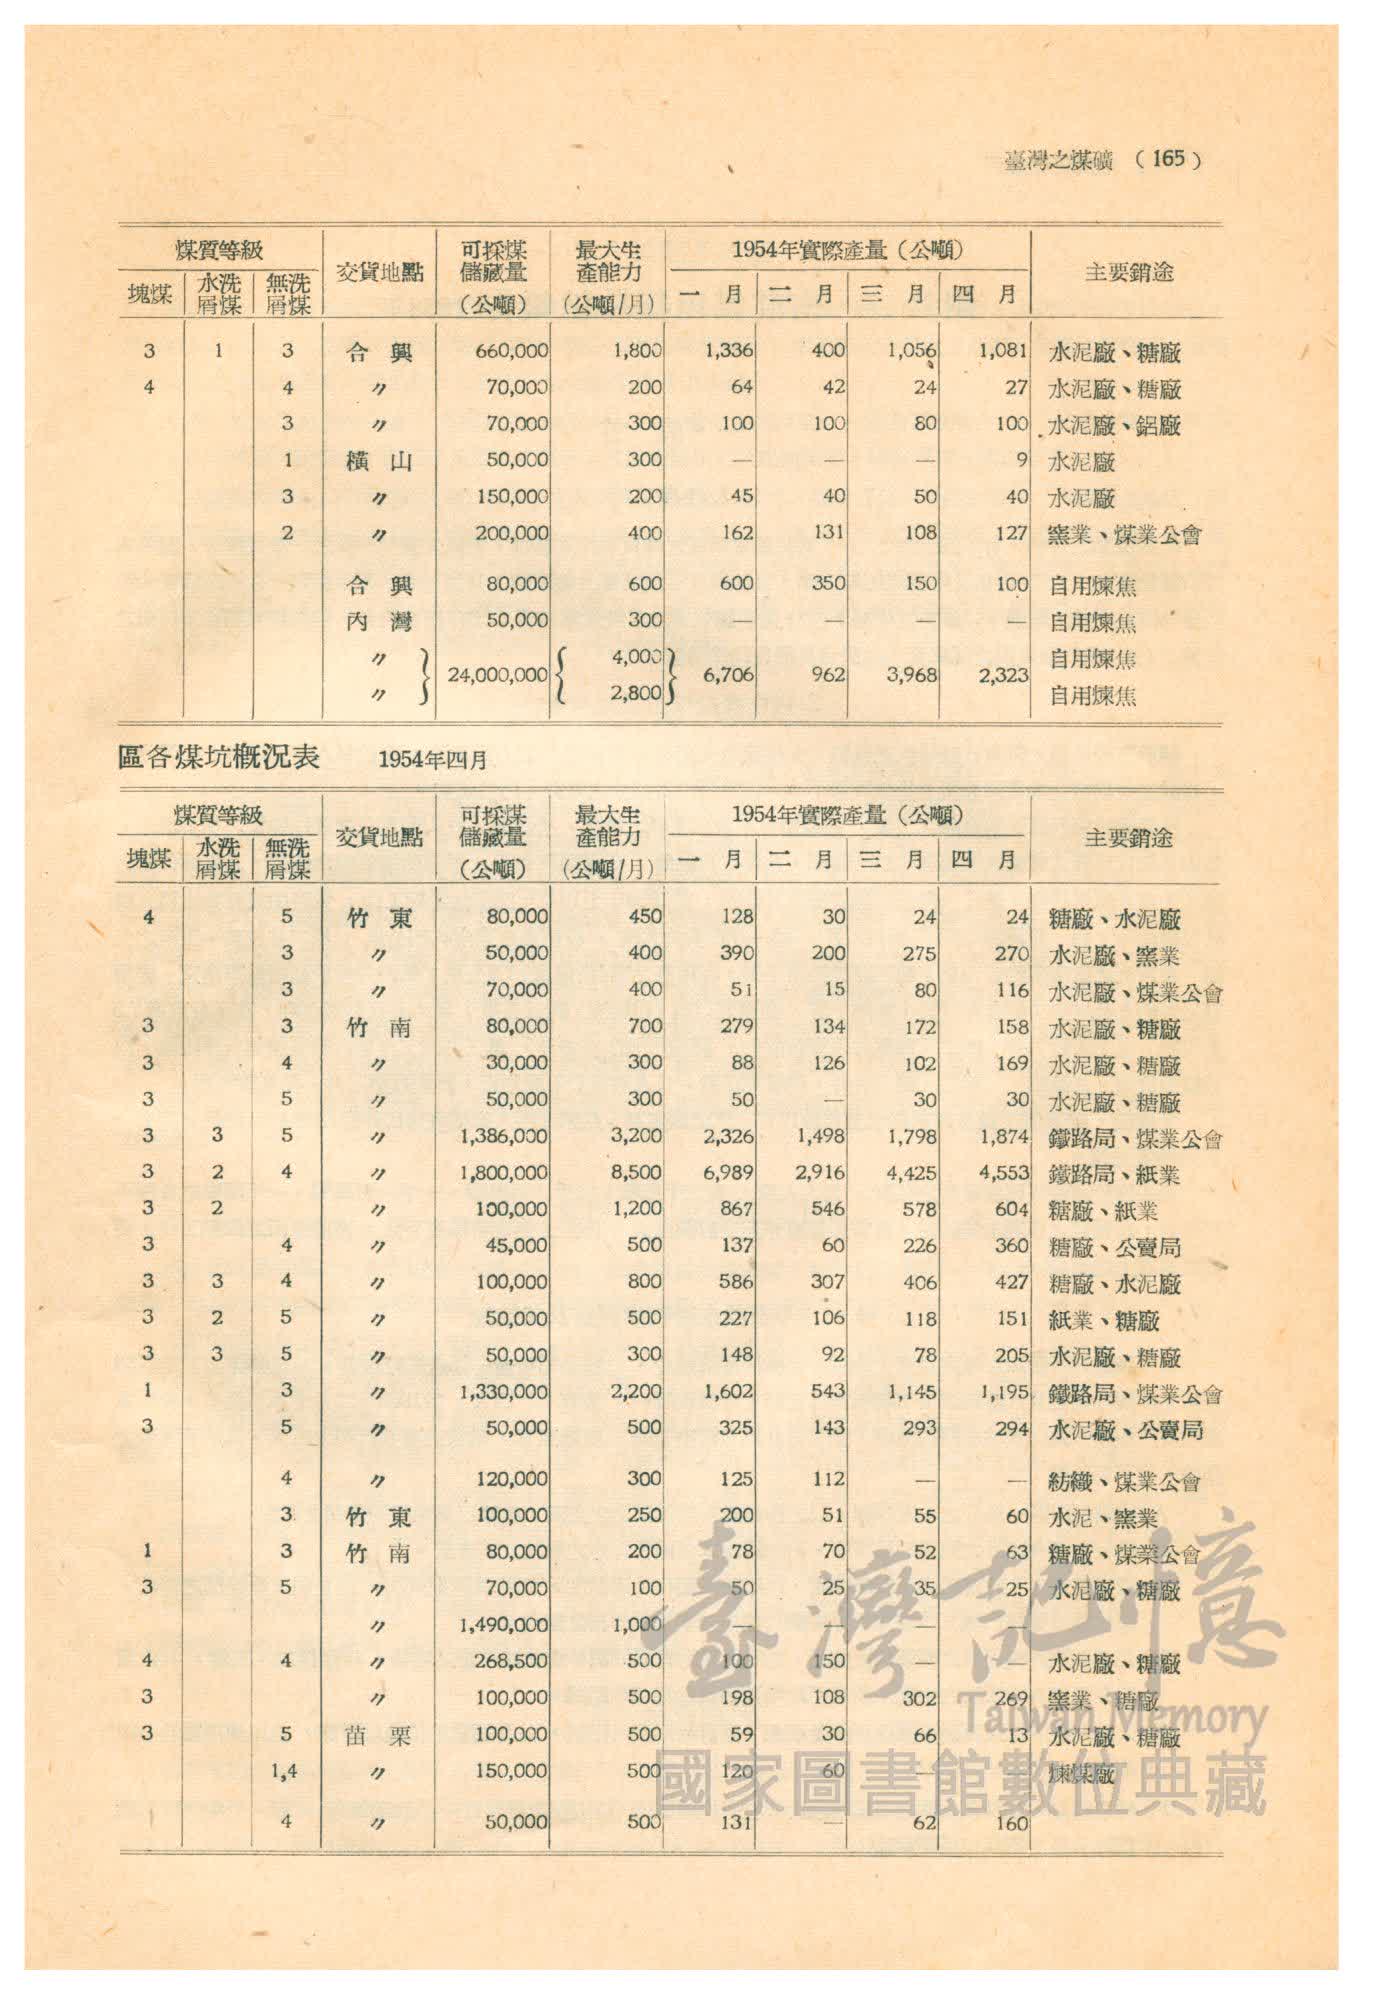 臺灣之煤礦 (165)
煤質等級 交貨地點 可採煤儲藏量(公噸) 最大生產能力(公噸/月) 1954年實際產量(公噸) 主要銷途
塊煤 水洗屑煤 無洗屑煤 一月 二月 三月 四月
3 1 3 合興 660,000 1,800 1,336 400 1,056 1,081 水泥廠、糖廠
4 4 〃 70,000 200 64 42 24 27 水泥廠、糖廠
3 〃 70,000 300 100 100 80 100 水泥廠、鋁廠
1 橫山 50,000 300 — — — 9 水泥廠
3 〃 150,000 200 45 40 50 40 水泥廠
2 〃 200,000 400 162 131 108 127 窰業、煤業公會
合興 80,000 600 600 350 150 100 自用煉焦
內灣 50,000 300 — — — — 自用煉焦
〃 } 24,000,000 { 4,000 } 6,706 962 3,968 2,323 自用煉焦
〃 2,800 自用煉焦
區各煤坑概況表 1954年四月
煤質等級 交貨地點 可採煤儲藏量(公噸) 最大生產能力(公噸/月) 1954年實際產量(公噸) 主要銷途
塊煤 水洗屑煤 無洗屑煤 一月 二月 三月 四月
4 5 竹東 80,000 450 128 30 24 24 糖廠、水泥廠
3 〃 50,000 400 390 200 275 270 水泥廠、窰業
3 〃 70,000 400 51 15 80 116 水泥廠、煤業公會
3 3 竹南 80,000 700 279 134 172 158 水泥廠、糖廠
3 4 〃 30,000 300 88 126 102 169 水泥廠、糖廠
3 5 〃 50,000 300 50 — 30 30 水泥廠、糖廠
3 3 5 〃 1,386,000 3,200 2,326 1,498 1,798 1,874 鐵路局、煤業公會
3 2 4 〃 1,800,000 8,500 6,989 2,916 4,425 4,553 鐵路局、紙業
3 2 〃 100,000 1,200 867 546 578 604 糖廠、紙業
3 4 〃 45,000 500 137 60 226 360 糖廠、公賣局
3 3 4 〃 100,000 800 586 307 406 427 糖廠、水泥廠
3 2 5 〃 50,000 500 227 106 118 151 紙業、糖廠
3 3 5 〃 50,000 300 148 92 78 205 水泥廠、糖廠
1 3 〃 1,330,000 2,200 1,602 543 1,145 1,195 鐵路局、煤業公會
3 5 〃 50,000 500 325 143 293 294 水泥廠、公賣局
4 〃 120,000 300 125 112 — — 紡織、煤業公會
3 竹東 100,000 250 200 51 55 60 水泥、窰業
1 3 竹南 80,000 200 78 70 52 63 糖廠、煤業公會
3 5 〃 70,000 100 50 25 35 25 水泥廠、糖廠
〃 1,490,000 1,000 — — — —
4 4 〃 268,500 500 100 150 — — 水泥廠、糖廠
3 〃 100,000 500 198 108 302 269 窰業、糖廠
3 5 苗栗 100,000 500 59 30 66 13 水泥廠、糖廠
1,4 〃 150,000 500 120 60 — — 煉煤廠
4 〃 50,000 500 131 — 62 160
臺灣記憶
Taiwan Memory
國家圖書館數位典藏